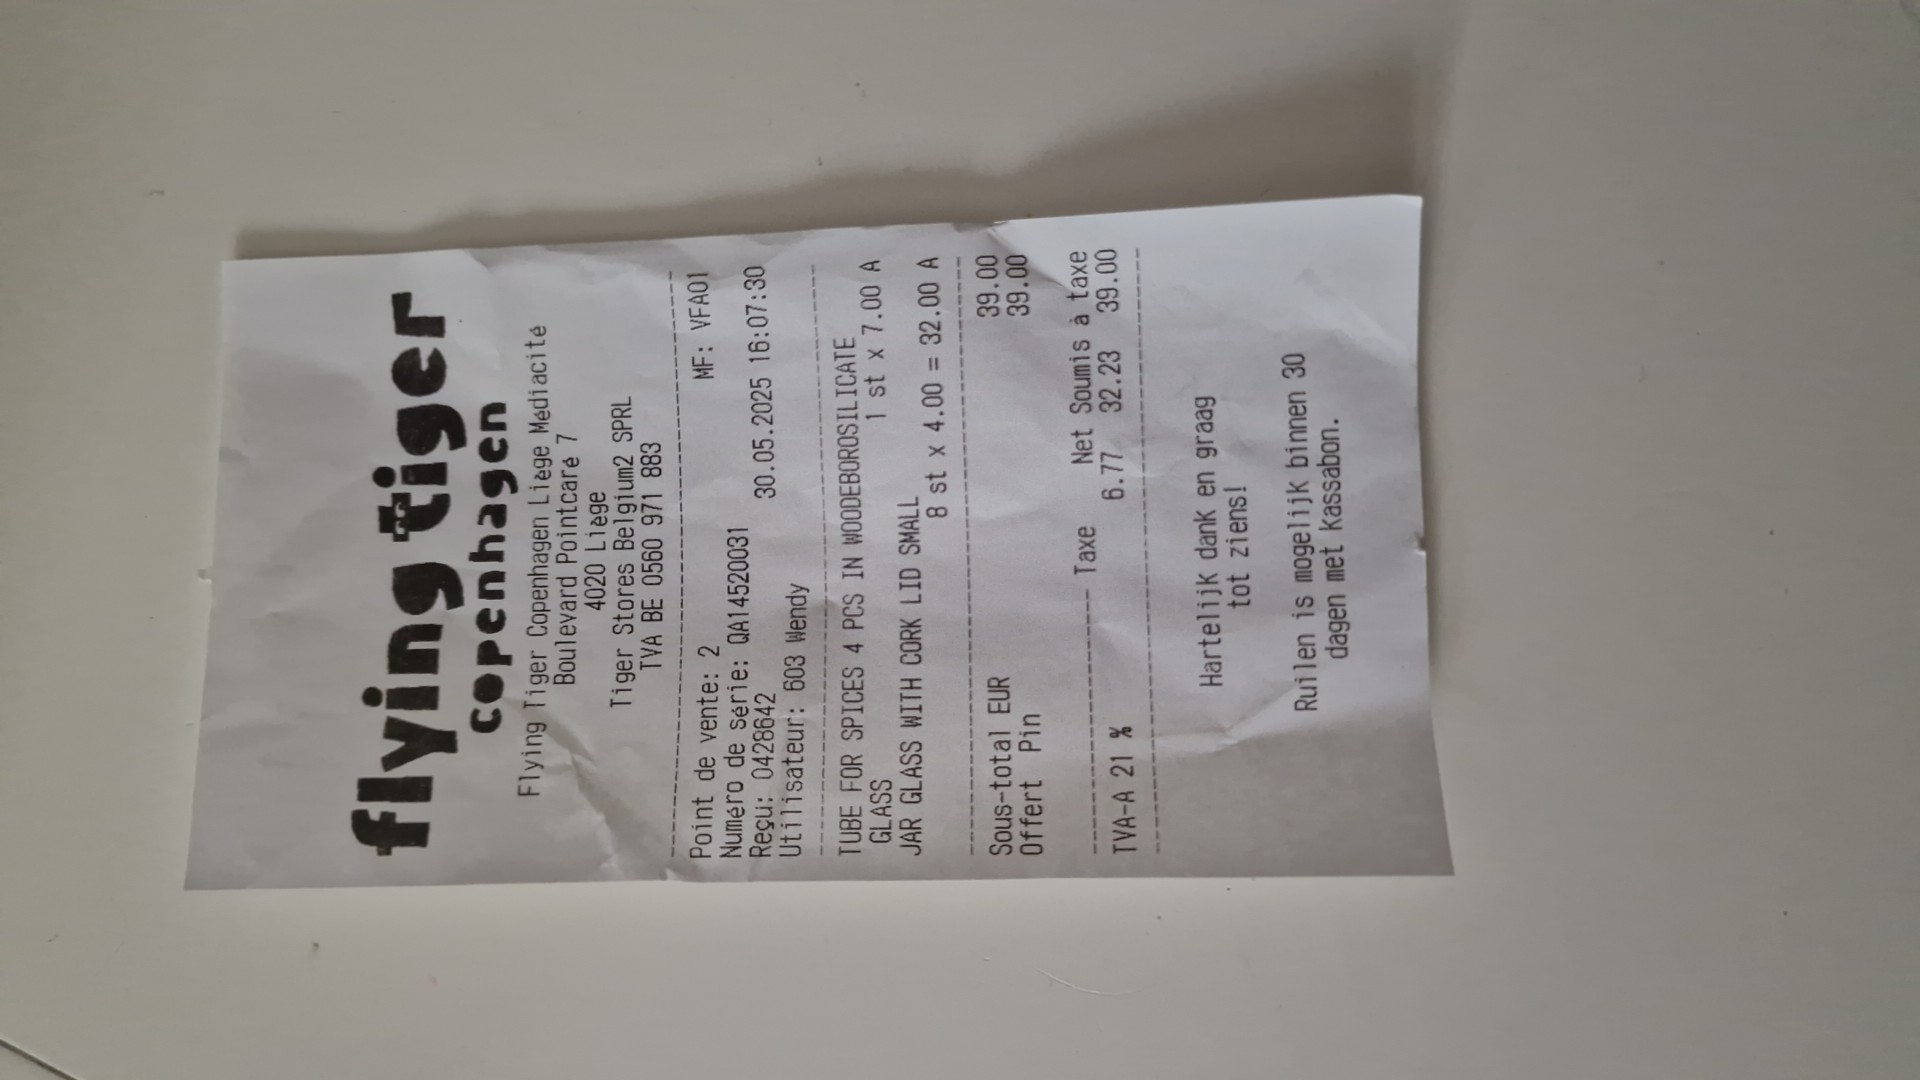 flying tiger
copenhagen
Flying Tiger Copenhagen Liège Médiacité
Boulevard Pointcaré 7
4020 Liège
Tiger Stores Belgium2 SPRL
TVA BE 0560 971 883
Point de vente: 2 MF: VFA01
Numéro de série: QA145200031
Reçu: 0428642 30.05.2025 16:07:30
Utilisateur: 603 Wendy
TUBE FOR SPICES 4 PCS IN WOODEBOROSILICATE
GLASS 1 st x 7.00 A
JAR GLASS WITH CORK LID SMALL
8 st x 4.00 = 32.00 A
Sous-total EUR 39.00
Offert Pin 39.00
Taxe Net Soumis à taxe
TVA-A 21 % 6.77 32.23 39.00
Hartelijk dank en graag
tot ziens!
Ruilen is mogelijk binnen 30
dagen met kassabon.